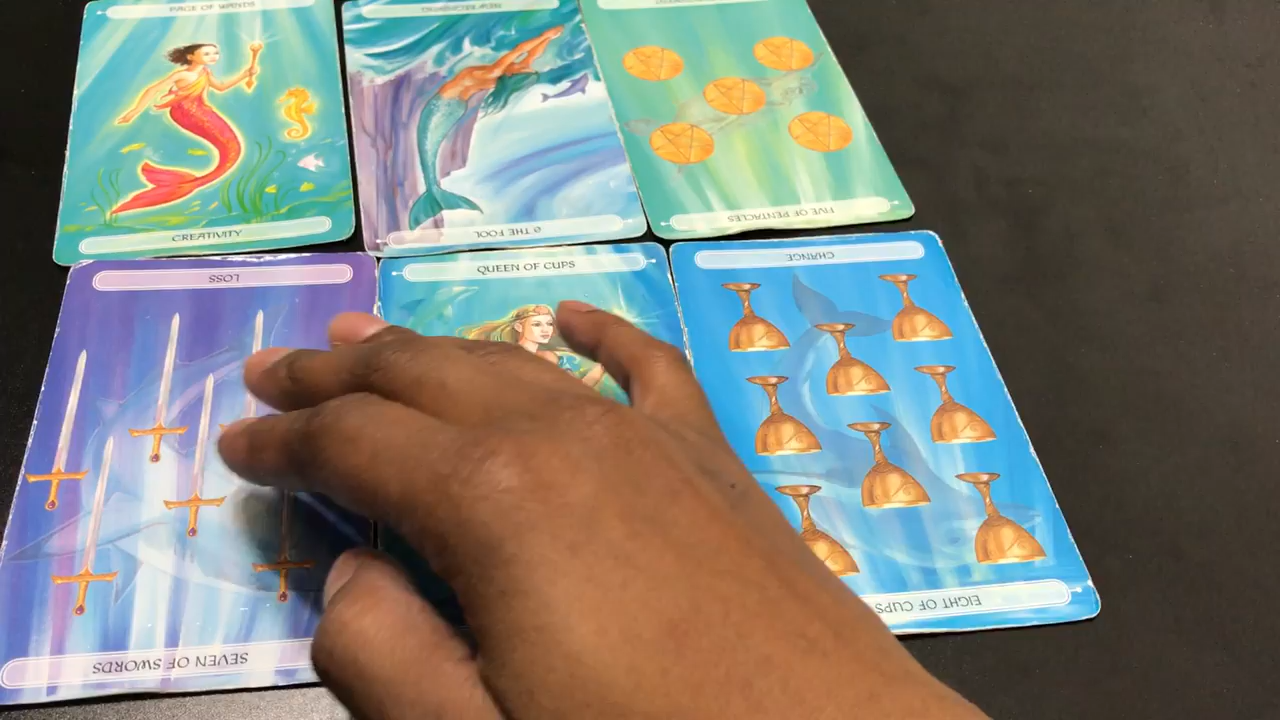 PAGE OF WANDS
CREATIVITY
0 THE FOOL
FIVE OF PENTACLES
LOSS
QUEEN OF CUPS
CHANGE
SEVEN OF SWORDS
EIGHT OF CUPS